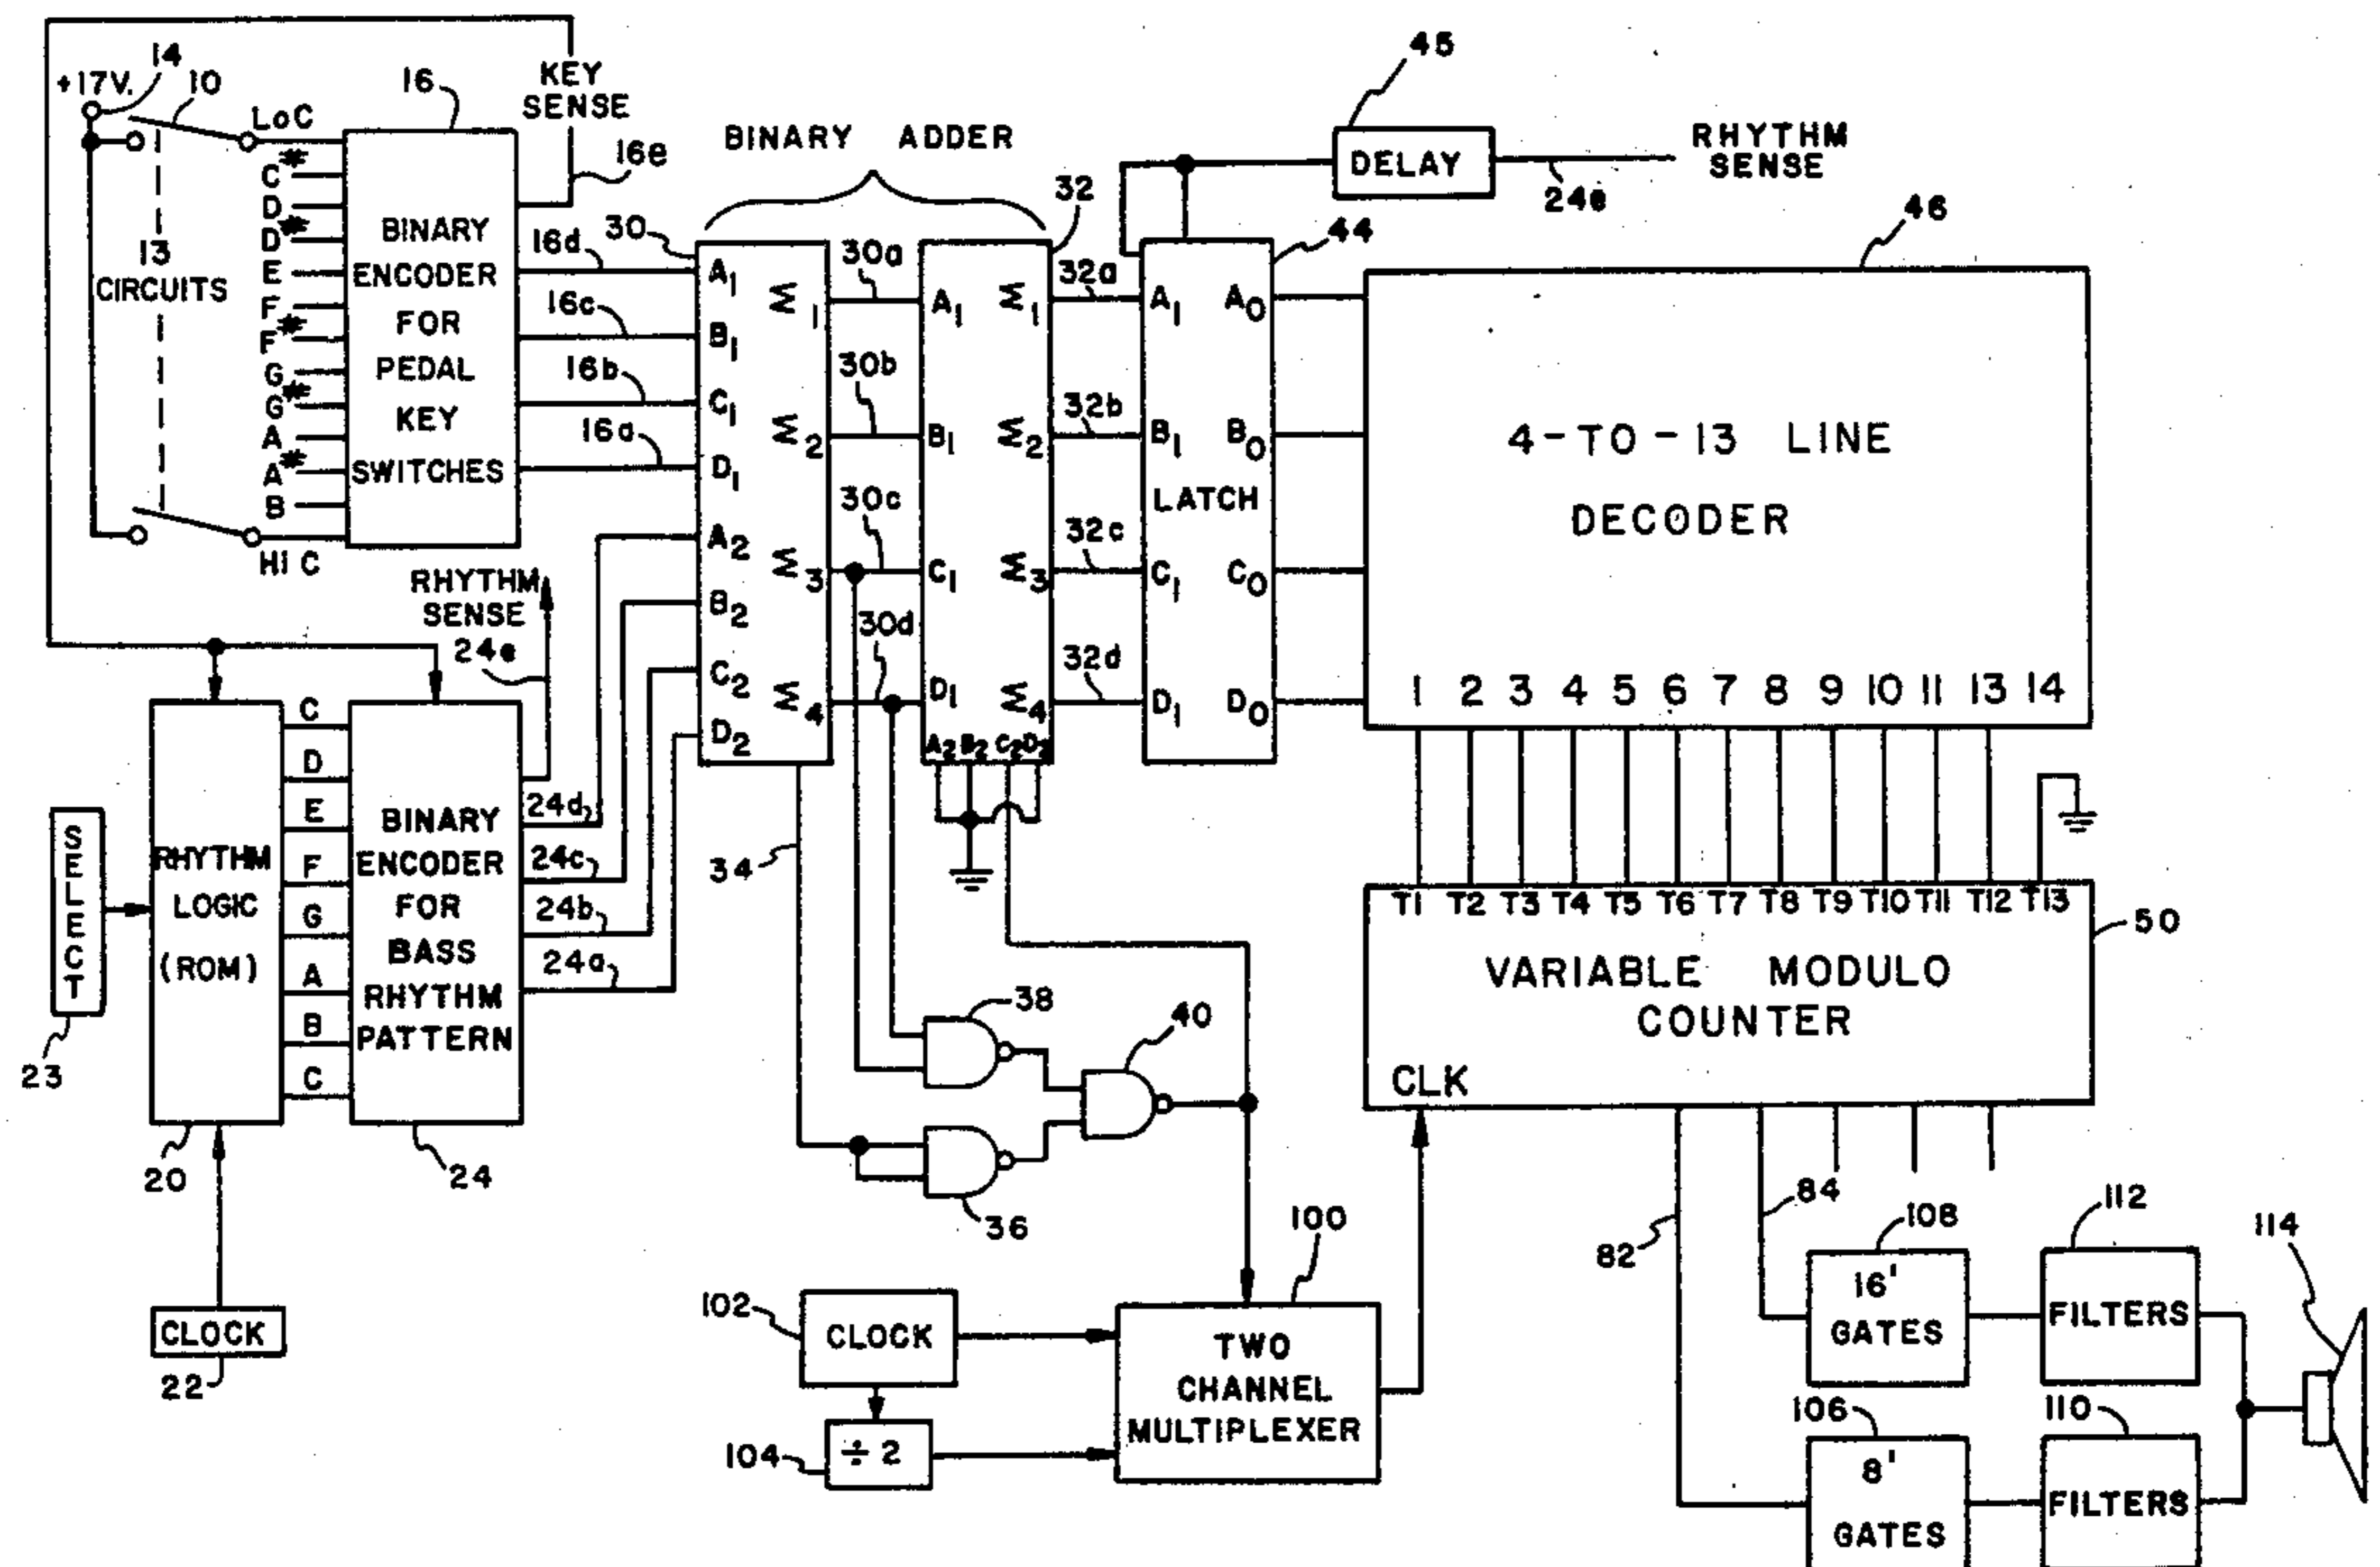 +17V.
14
10
LoC
C*
D
D*
E
F
F*
G
G*
A
A*
B
Hi C
13
CIRCUITS
16
BINARY
ENCODER
FOR
PEDAL
KEY
SWITCHES
KEY
SENSE
16e
16d
16c
16b
16a
BINARY ADDER
30
A1
B1
C1
D1
A2
B2
C2
D2
Σ1
Σ2
Σ3
Σ4
30a
30b
30c
30d
32
A1
B1
C1
D1
A2 B2 C2 D2
Σ1
Σ2
Σ3
Σ4
32a
32b
32c
32d
45
DELAY
24e
RHYTHM
SENSE
44
A1
B1
C1
D1
LATCH
A0
B0
C0
D0
46
4-TO-13 LINE
DECODER
1 2 3 4 5 6 7 8 9 10 11 13 14
T1 T2 T3 T4 T5 T6 T7 T8 T9 T10 T11 T12 T13
50
VARIABLE MODULO
COUNTER
CLK
RHYTHM
SENSE
24e
SELECT
23
RHYTHM
LOGIC
(ROM)
20
C
D
E
F
G
A
B
C
BINARY
ENCODER
FOR
BASS
RHYTHM
PATTERN
24
24d
24c
24b
24a
CLOCK
22
34
38
40
36
100
TWO
CHANNEL
MULTIPLEXER
102
CLOCK
104
÷ 2
82
84
108
16'
GATES
112
FILTERS
114
106
8'
GATES
110
FILTERS